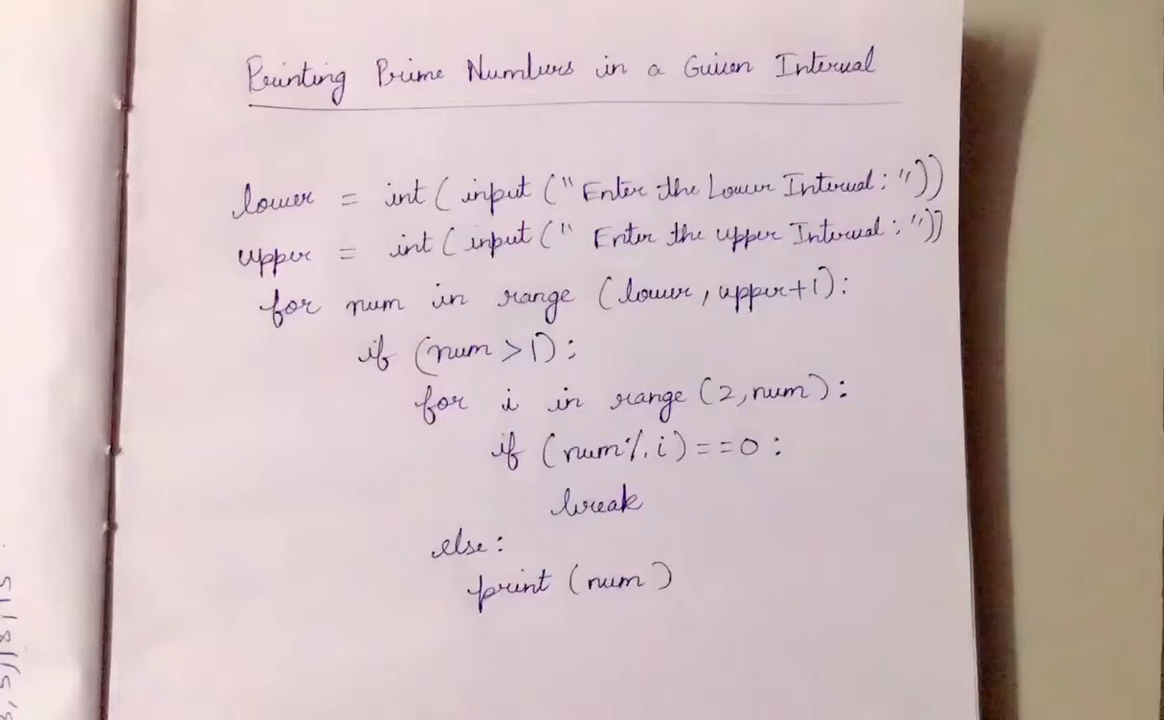 Printing Prime Numbers in a Given Interval
lower = int(input("Enter the Lower Interval:"))
upper = int(input("Enter the upper Interval:"))
for num in range (lower, upper+1):
if (num>1):
for i in range (2,num):
if (num%i)==0:
break
else:
print (num)